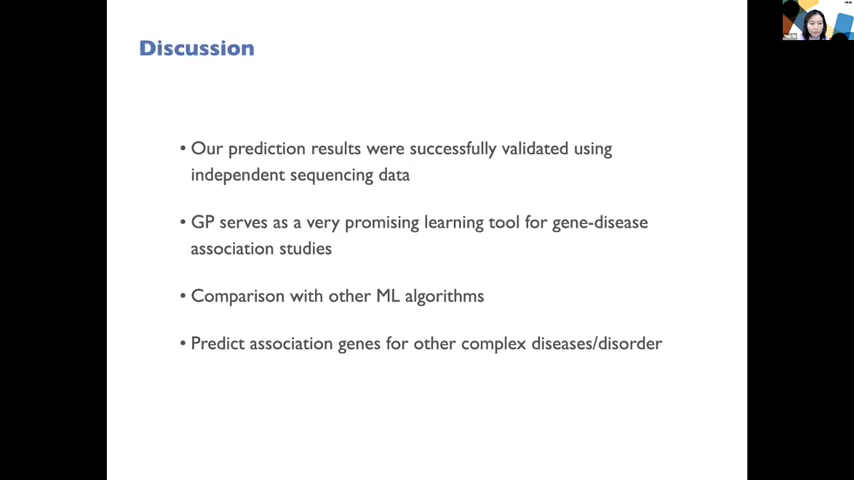 Discussion
• Our prediction results were successfully validated using
independent sequencing data
• GP serves as a very promising learning tool for gene-disease
association studies
• Comparison with other ML algorithms
• Predict association genes for other complex diseases/disorder